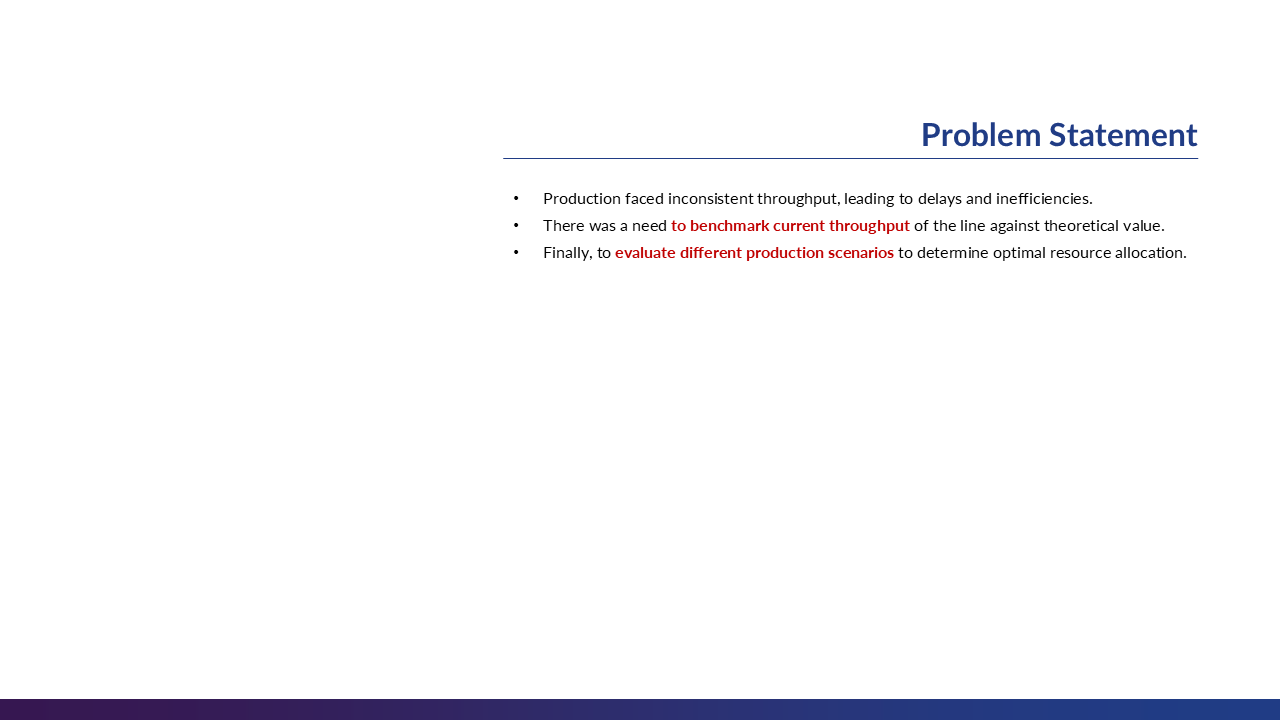 Problem Statement
• Production faced inconsistent throughput, leading to delays and inefficiencies.
• There was a need to benchmark current throughput of the line against theoretical value.
• Finally, to evaluate different production scenarios to determine optimal resource allocation.